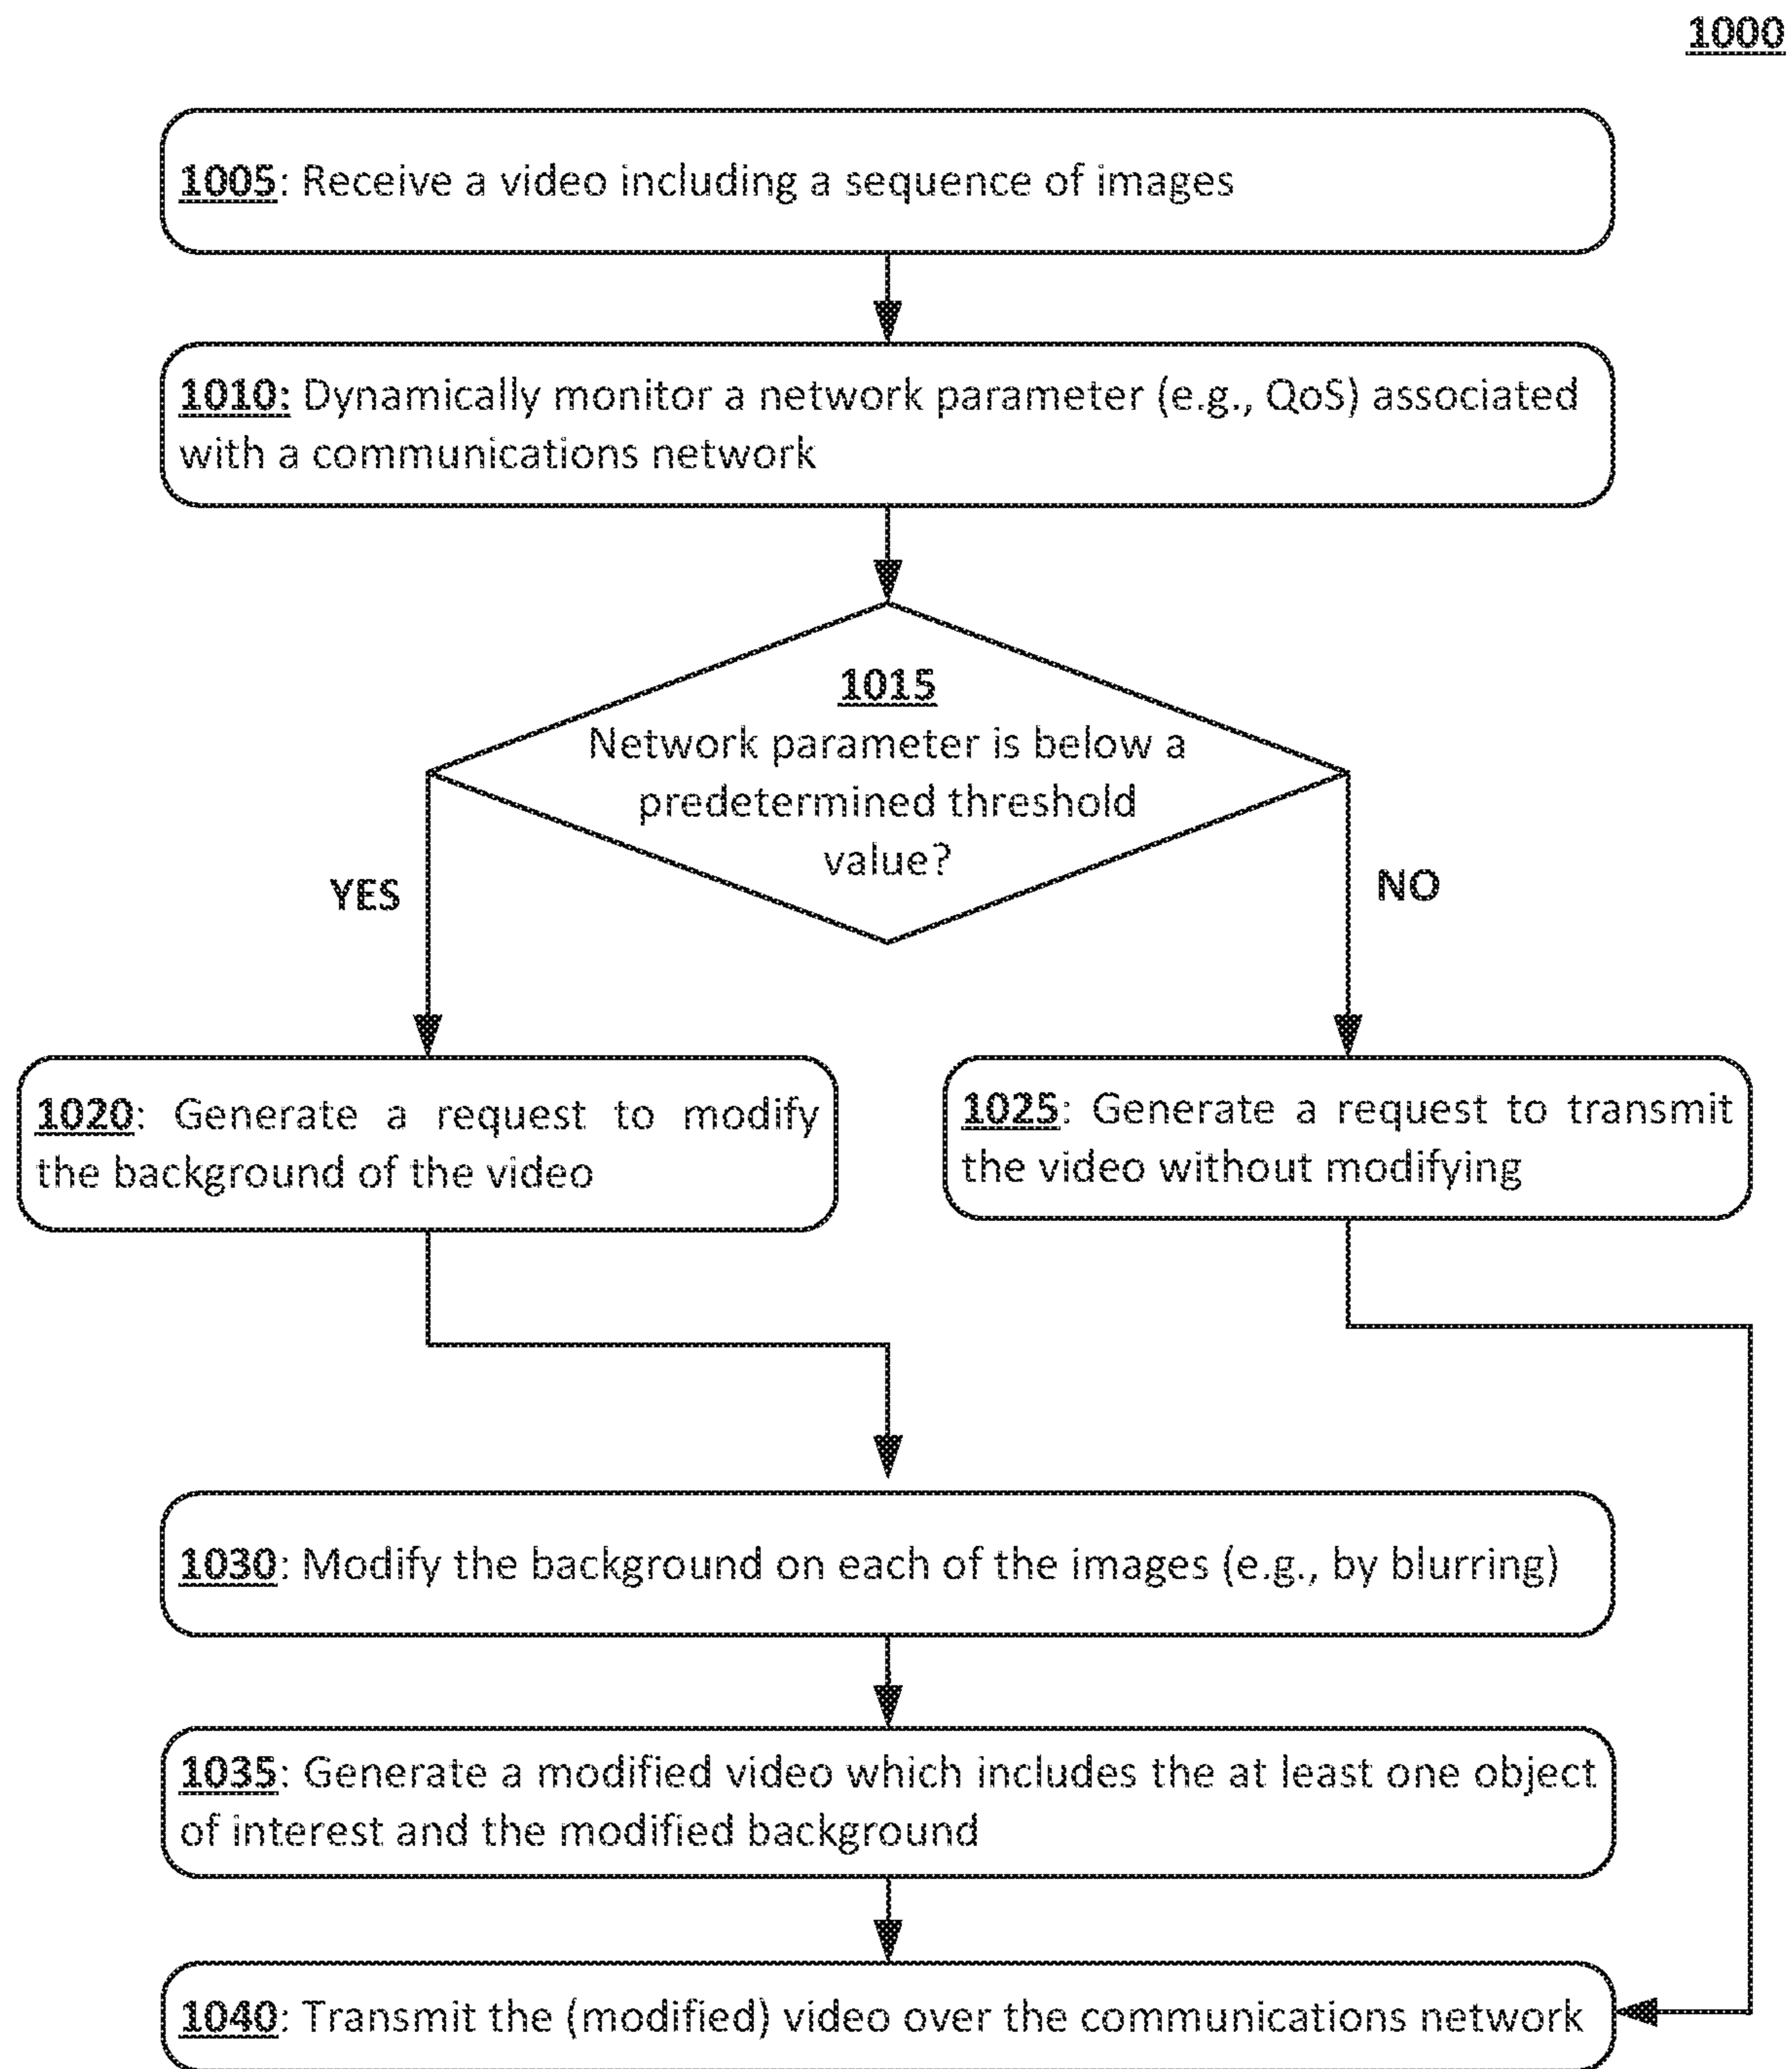 1000
1005: Receive a video including a sequence of images
1010: Dynamically monitor a network parameter (e.g., QoS) associated
with a communications network
1015
Network parameter is below a
predetermined threshold
value?
YES
NO
1020: Generate a request to modify
the background of the video
1025: Generate a request to transmit
the video without modifying
1030: Modify the background on each of the images (e.g., by blurring)
1035: Generate a modified video which includes the at least one object
of interest and the modified background
1040: Transmit the (modified) video over the communications network